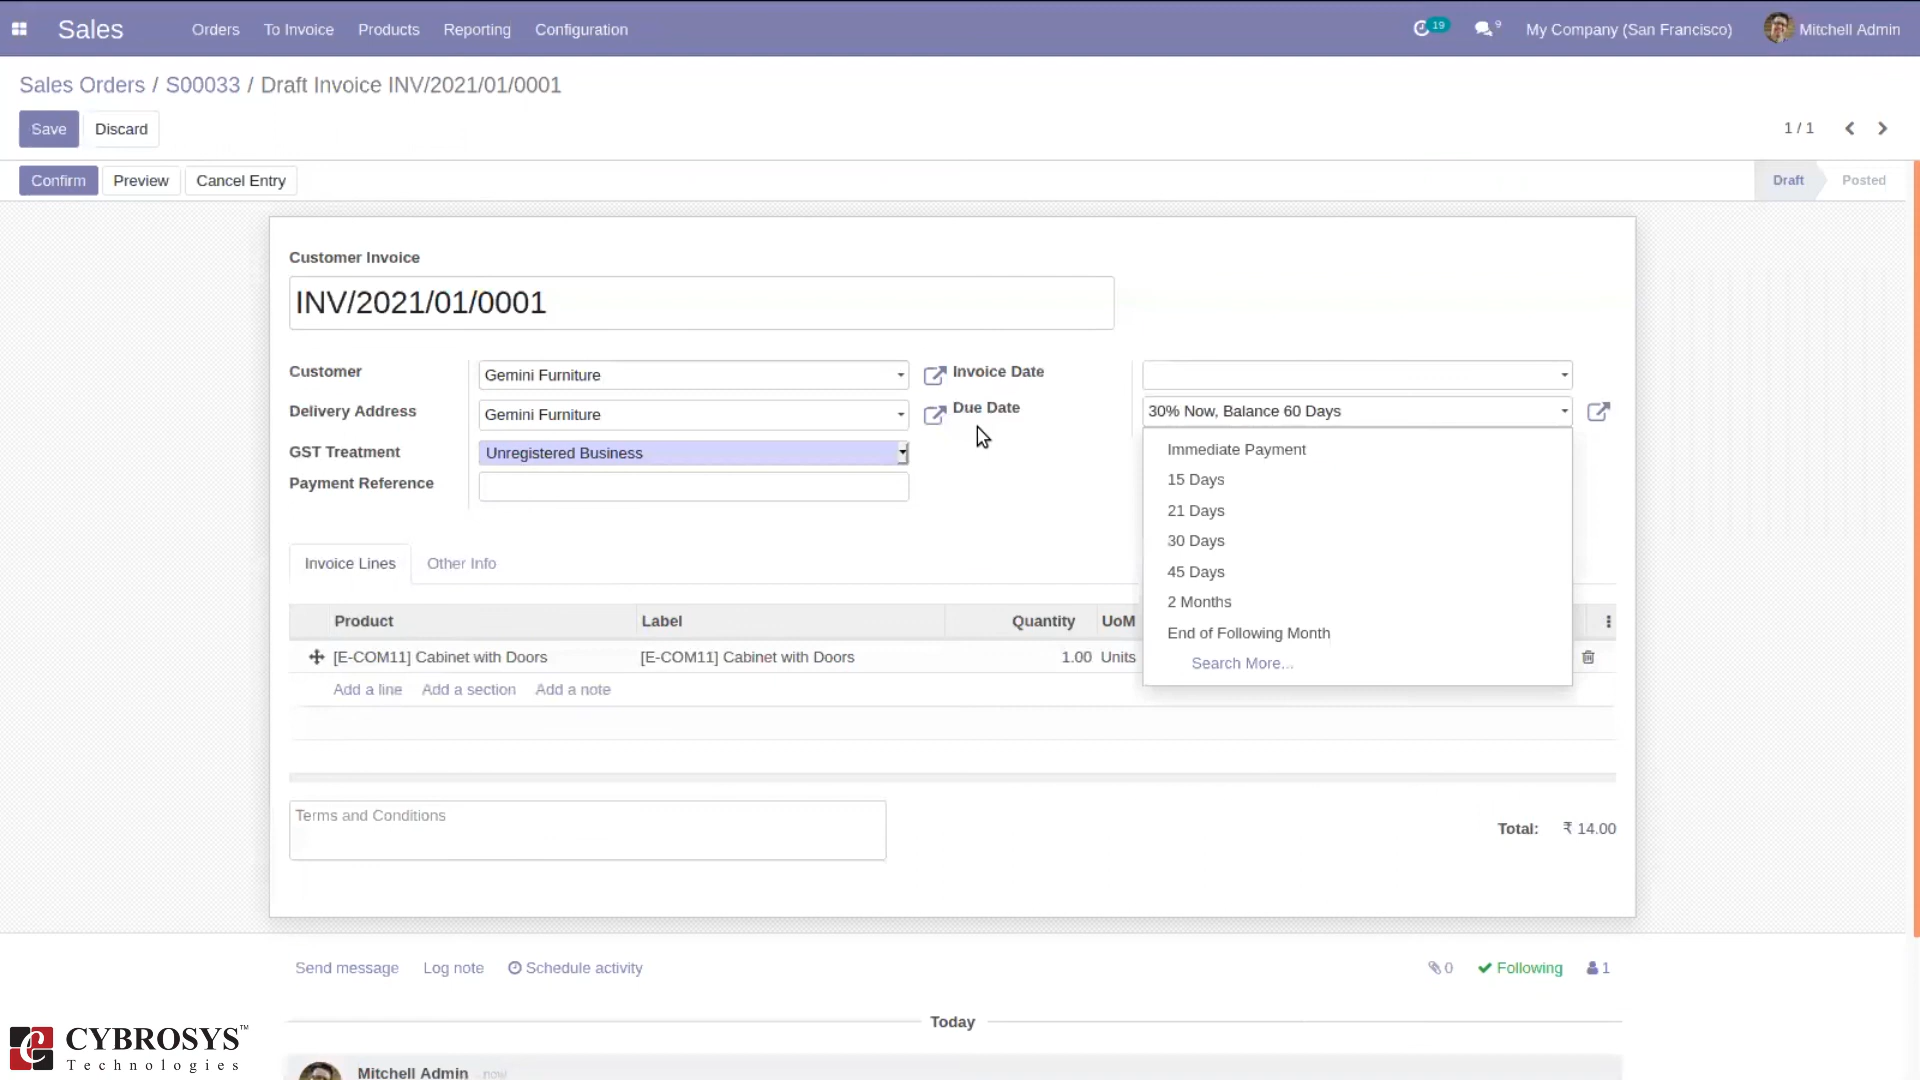 Sales Orders To Invoice Products Reporting Configuration 19 9 My Company (San Francisco) Mitchell Admin
Sales Orders / S00033 / Draft Invoice INV/2021/01/0001
Save Discard 1 / 1
Confirm Preview Cancel Entry Draft Posted
Customer Invoice
INV/2021/01/0001
Customer Gemini Furniture Invoice Date
Delivery Address Gemini Furniture Due Date 30% Now, Balance 60 Days
GST Treatment Unregistered Business
Payment Reference
Immediate Payment
15 Days
21 Days
30 Days
45 Days
2 Months
End of Following Month
Search More...
Invoice Lines Other Info
Product Label Quantity UoM
[E-COM11] Cabinet with Doors [E-COM11] Cabinet with Doors 1.00 Units
Add a line Add a section Add a note
Terms and Conditions
Total: ₹ 14.00
Send message Log note Schedule activity 0 Following 1
Today
Mitchell Admin - now
CYBROSYS™
Technologies